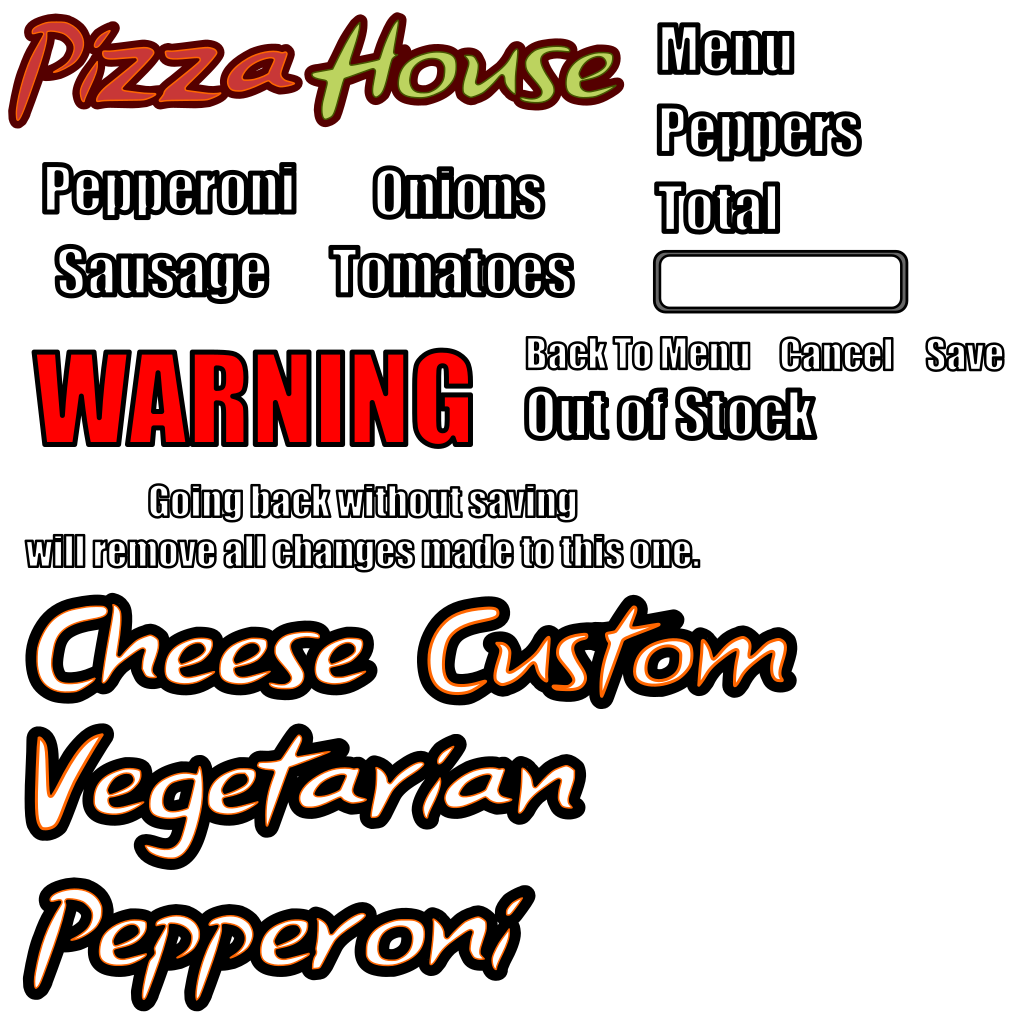 Pizza House
Menu
Peppers
Pepperoni Onions
Total
Sausage Tomatoes
Back To Menu Cancel Save
WARNING
Out of Stock
Going back without saving
will remove all changes made to this one.
Cheese Custom
Vegetarian
Pepperoni